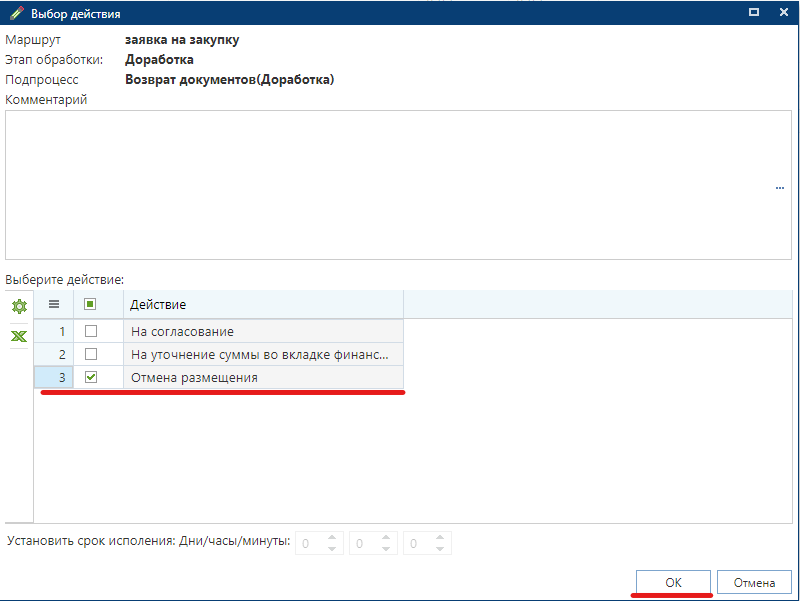 Выбор действия
Маршрут заявка на закупку
Этап обработки: Доработка
Подпроцесс Возврат документов(Доработка)
Комментарий
...
Выберите действие:
Действие
1 На согласование
2 На уточнение суммы во вкладке финанс...
3 Отмена размещения
Установить срок исполения: Дни/часы/минуты: 0 0 0
ОК Отмена